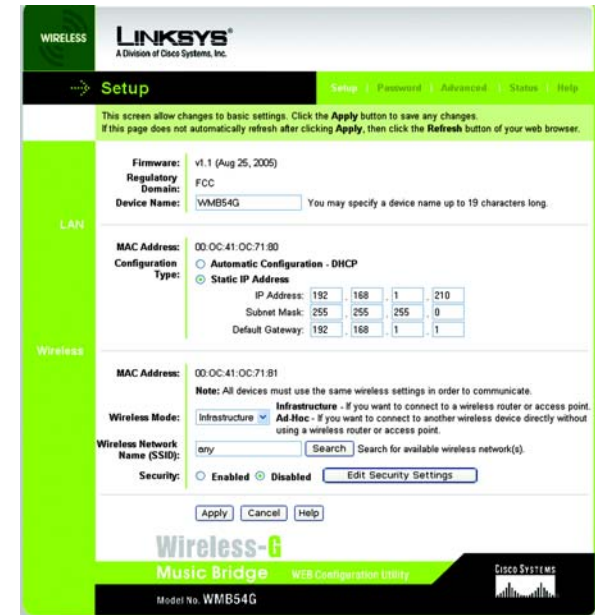 WIRELESS
LINKSYS®
A Division of Cisco Systems, Inc.
Setup
Setup | Password | Advanced | Status | Help
This screen allow changes to basic settings. Click the Apply button to save any changes.
If this page does not automatically refresh after clicking Apply, then click the Refresh button of your web browser.
Firmware: v1.1 (Aug 25, 2005)
Regulatory
Domain: FCC
Device Name: WMB54G You may specify a device name up to 19 characters long.
LAN
MAC Address: 00:0C:41:0C:71:80
Configuration
Type: Automatic Configuration - DHCP
Static IP Address
IP Address: 192 . 168 . 1 . 210
Subnet Mask: 255 . 255 . 255 . 0
Default Gateway: 192 . 168 . 1 . 1
Wireless
MAC Address: 00:0C:41:0C:71:81
Note: All devices must use the same wireless settings in order to communicate.
Wireless Mode: Infrastructure
Infrastructure - If you want to connect to a wireless router or access point.
Ad-Hoc - If you want to connect to another wireless device directly without
using a wireless router or access point.
Wireless Network
Name (SSID): any Search Search for available wireless network(s).
Security: Enabled Disabled Edit Security Settings
Apply Cancel Help
Wireless-G
Music Bridge WEB Configuration Utility
CISCO SYSTEMS
Model No. WMB54G